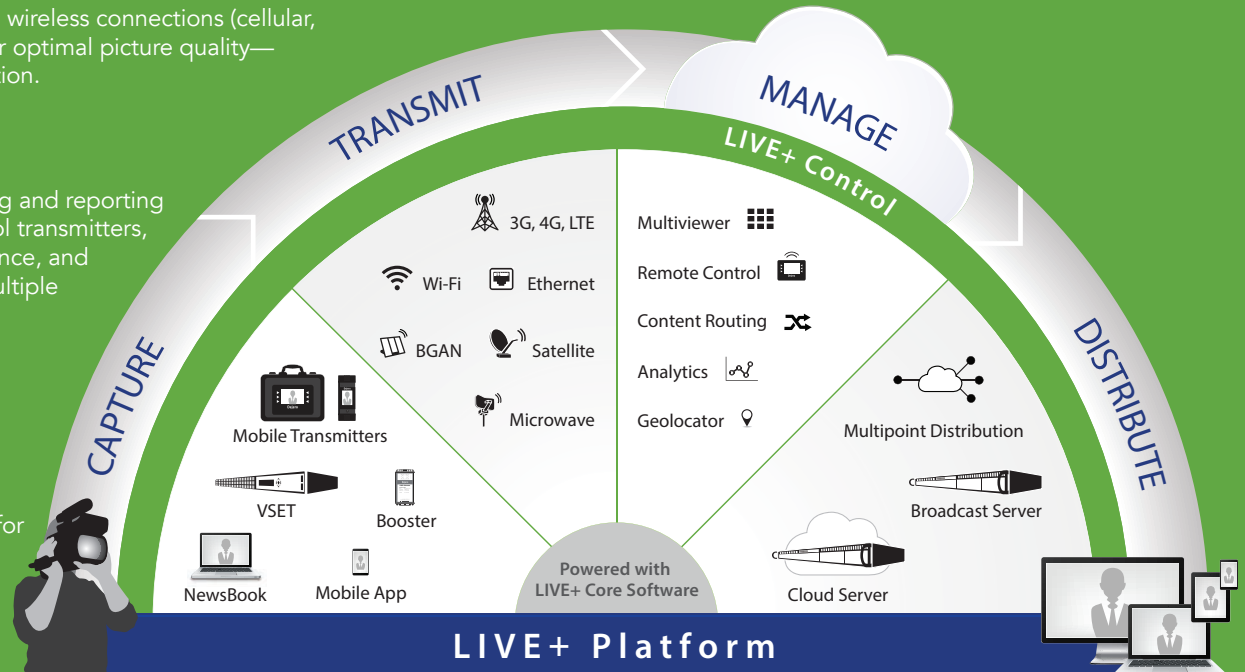 wireless connections (cellular,
r optimal picture quality—
tion.
g and reporting
ol transmitters,
nce, and
ultiple
for
CAPTURE
TRANSMIT
MANAGE
DISTRIBUTE
LIVE+ Control
Mobile Transmitters
VSET
Booster
NewsBook
Mobile App
3G, 4G, LTE
Wi-Fi
Ethernet
BGAN
Satellite
Microwave
Multiviewer
Remote Control
Content Routing
Analytics
Geolocator
Multipoint Distribution
Broadcast Server
Cloud Server
Powered with
LIVE+ Core Software
LIVE+ Platform